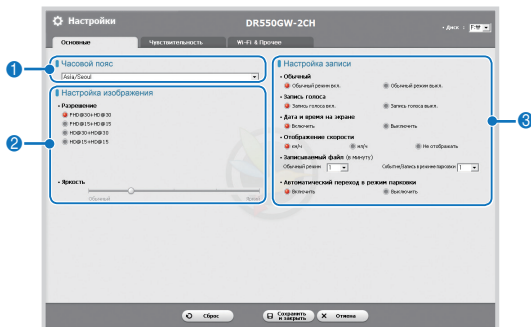 Настройки
DR550GW-2CH
• Диск : F:₩
Основные
Чувствительность
Wi-Fi & Прочее
1
Часовой пояс
[Asia/Seoul
2
Настройка изображения
• Разрешение
FHD@30+HD@30
FHD@15+HD@15
HD@30+HD@30
HD@15+HD@15
• Яркость
Обычный
Яркий
3
Настройка записи
• Обычный
Обычный режим вкл.
Обычный режим выкл.
• Запись голоса
Запись голоса вкл.
Запись голоса выкл.
• Дата и время на экране
Включить
Выключить
• Отображение скорости
км/ч
мл/ч
Не отображать
• Записываемый файл (в минуту)
Обычный режим 1
Событие/Запись в режиме парковки 1
• Автоматический переход в режим парковки
Включить
Выключить
Сброс
Сохранить
и закрыть
Отмена